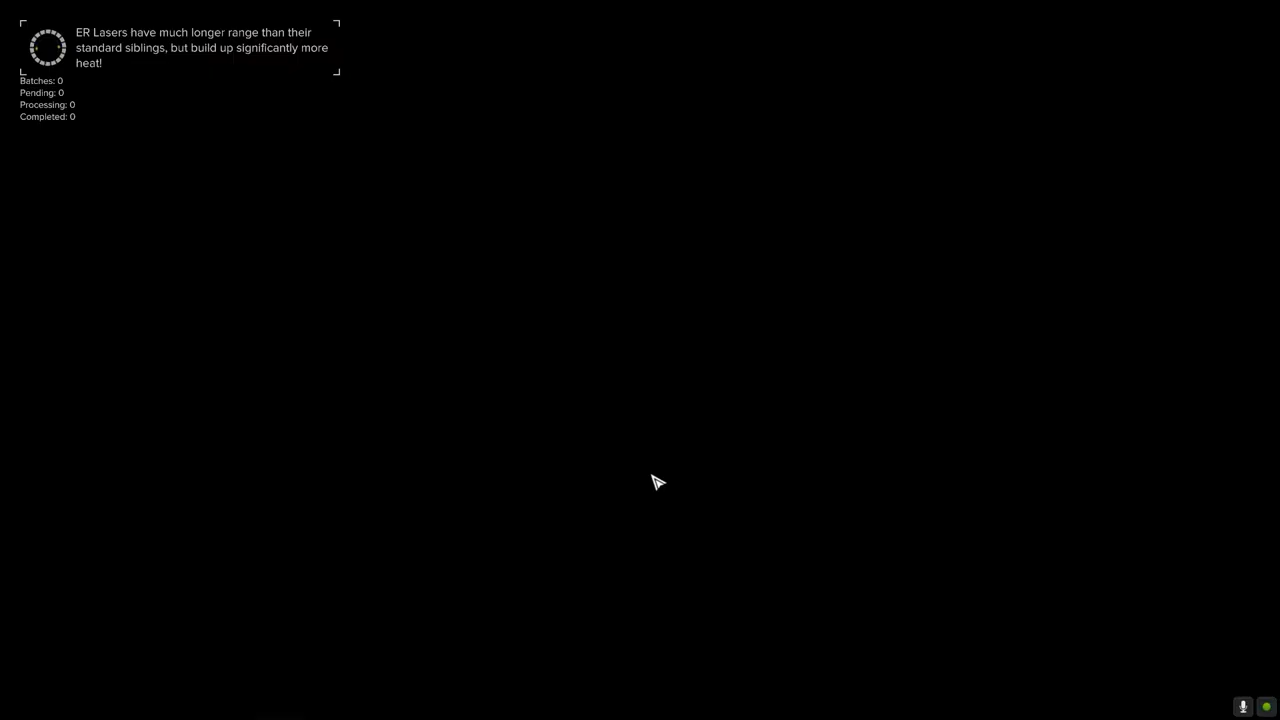 ER Lasers have much longer range than their
standard siblings, but build up significantly more
heat!
Batches: 0
Pending: 0
Processing: 0
Completed: 0